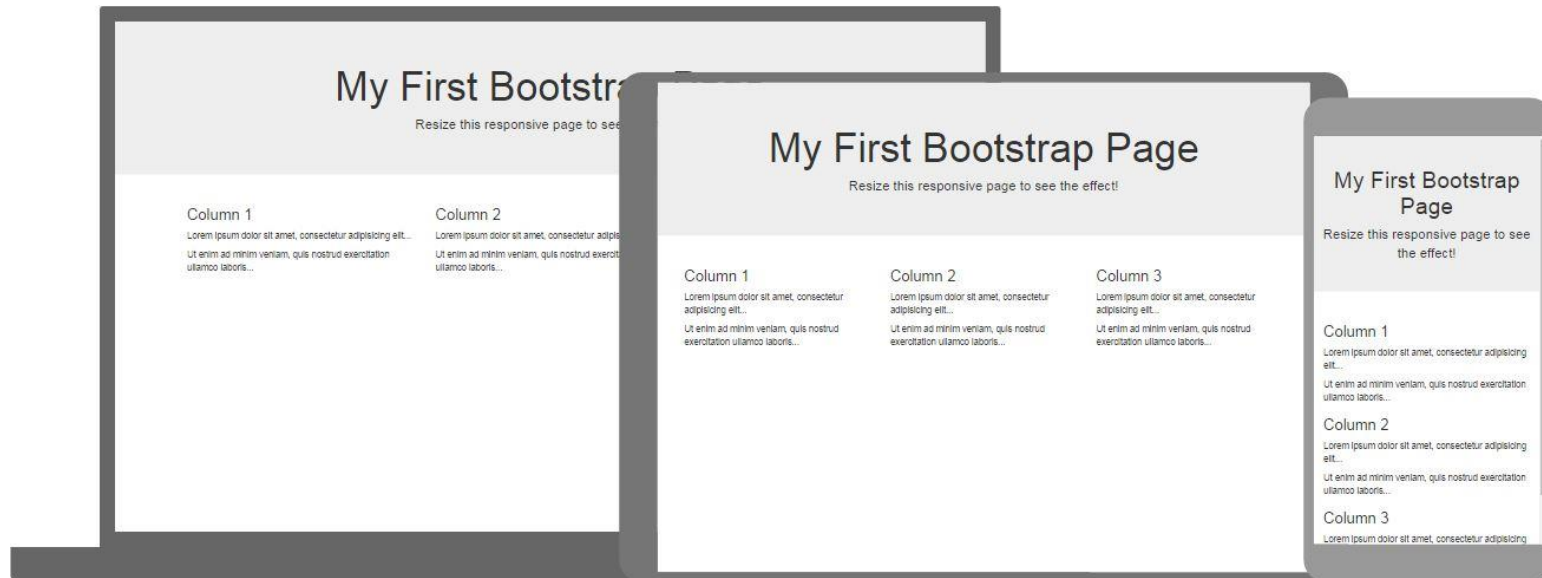 My First Bootstra
Resize this responsive page to see
Column 1
Lorem ipsum dolor sit amet, consectetur adipisicing elit...
Ut enim ad minim veniam, quis nostrud exercitation
ullamco laboris...
Column 2
Lorem ipsum dolor sit amet, consectetur adipis
Ut enim ad minim veniam, quis nostrud exercit
ullamco laboris...
My First Bootstrap Page
Resize this responsive page to see the effect!
Column 1
Lorem ipsum dolor sit amet, consectetur
adipisicing elit...
Ut enim ad minim veniam, quis nostrud
exercitation ullamco laboris...
Column 2
Lorem ipsum dolor sit amet, consectetur
adipisicing elit...
Ut enim ad minim veniam, quis nostrud
exercitation ullamco laboris...
Column 3
Lorem ipsum dolor sit amet, consectetur
adipisicing elit...
Ut enim ad minim veniam, quis nostrud
exercitation ullamco laboris...
My First Bootstrap
Page
Resize this responsive page to see
the effect!
Column 1
Lorem ipsum dolor sit amet, consectetur adipisicing
elit...
Ut enim ad minim veniam, quis nostrud exercitation
ullamco laboris...
Column 2
Lorem ipsum dolor sit amet, consectetur adipisicing
elit...
Ut enim ad minim veniam, quis nostrud exercitation
ullamco laboris...
Column 3
Lorem ipsum dolor sit amet, consectetur adipisicing